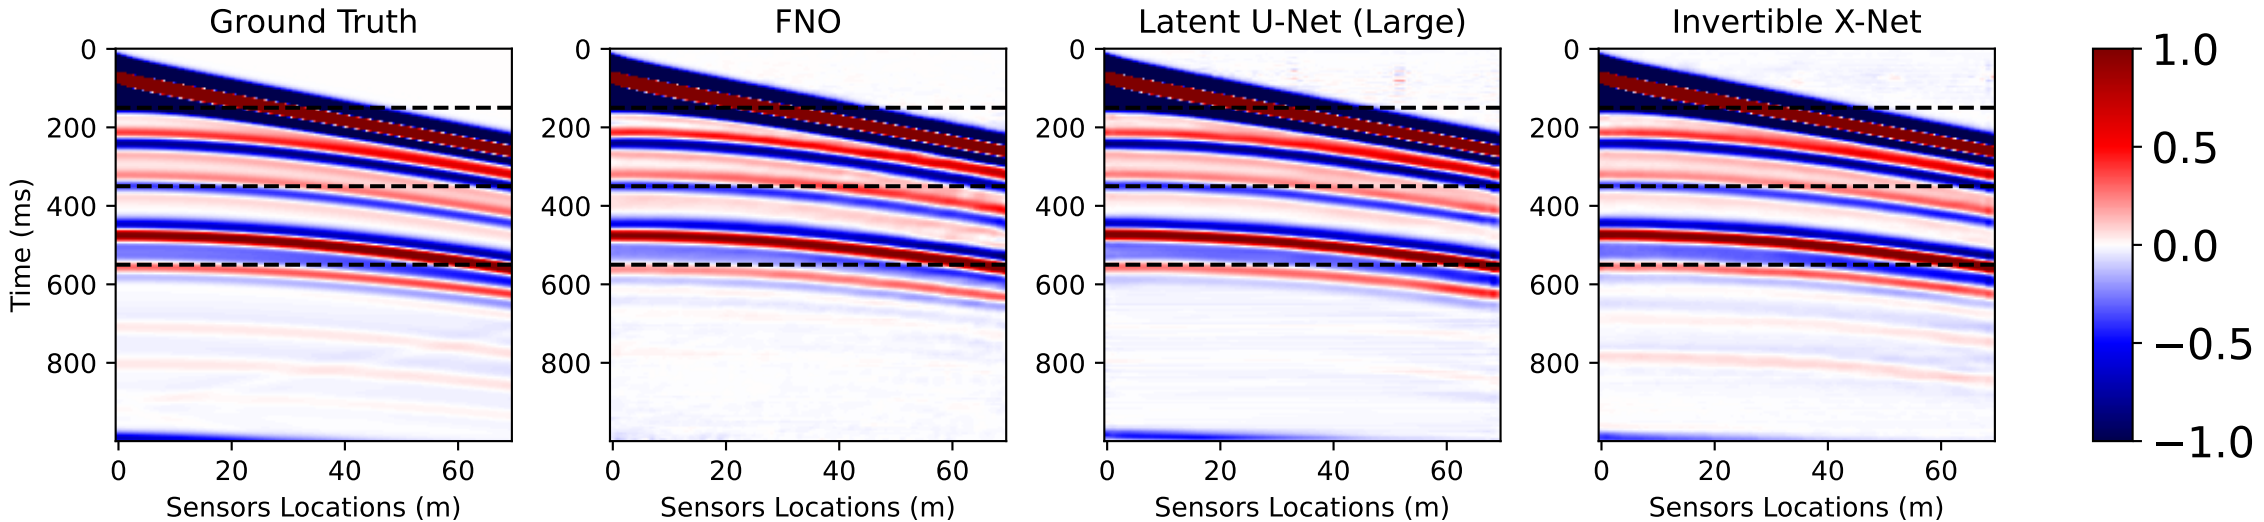 Ground Truth
FNO
Latent U-Net (Large)
Invertible X-Net
0
200
400
600
800
Time (ms)
0 20 40 60
Sensors Locations (m)
0
200
400
600
800
0 20 40 60
Sensors Locations (m)
0
200
400
600
800
0 20 40 60
Sensors Locations (m)
0
200
400
600
800
0 20 40 60
Sensors Locations (m)
1.0
0.5
0.0
−0.5
−1.0